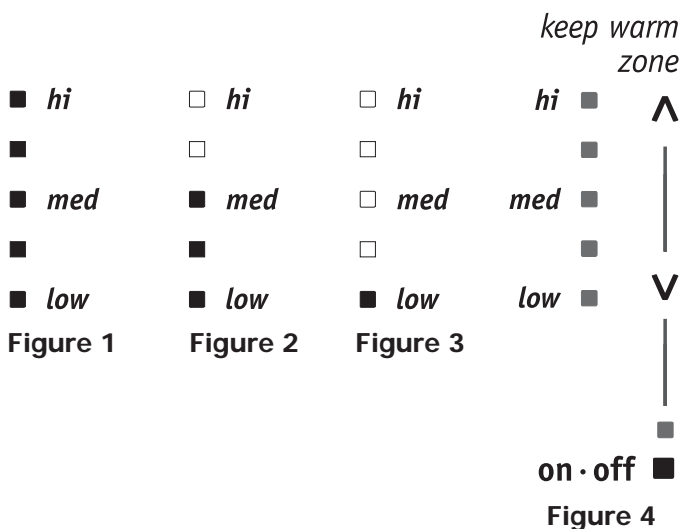 keep warm
zone
hi hi hi hi
med med med med
low low low low
Figure 1 Figure 2 Figure 3
on · off
Figure 4